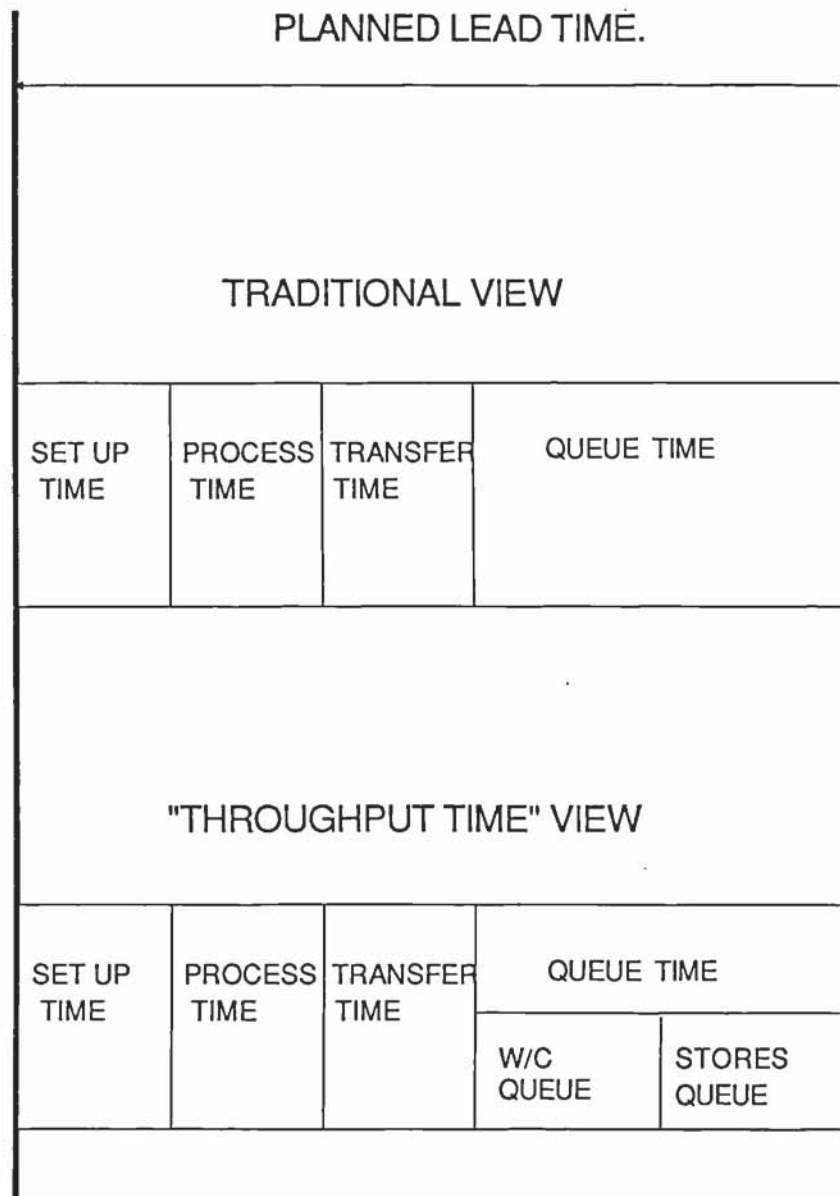 PLANNED LEAD TIME.
TRADITIONAL VIEW
SET UP
TIME
PROCESS
TIME
TRANSFER
TIME
QUEUE TIME
"THROUGHPUT TIME" VIEW
SET UP
TIME
PROCESS
TIME
TRANSFER
TIME
QUEUE TIME
W/C
QUEUE
STORES
QUEUE